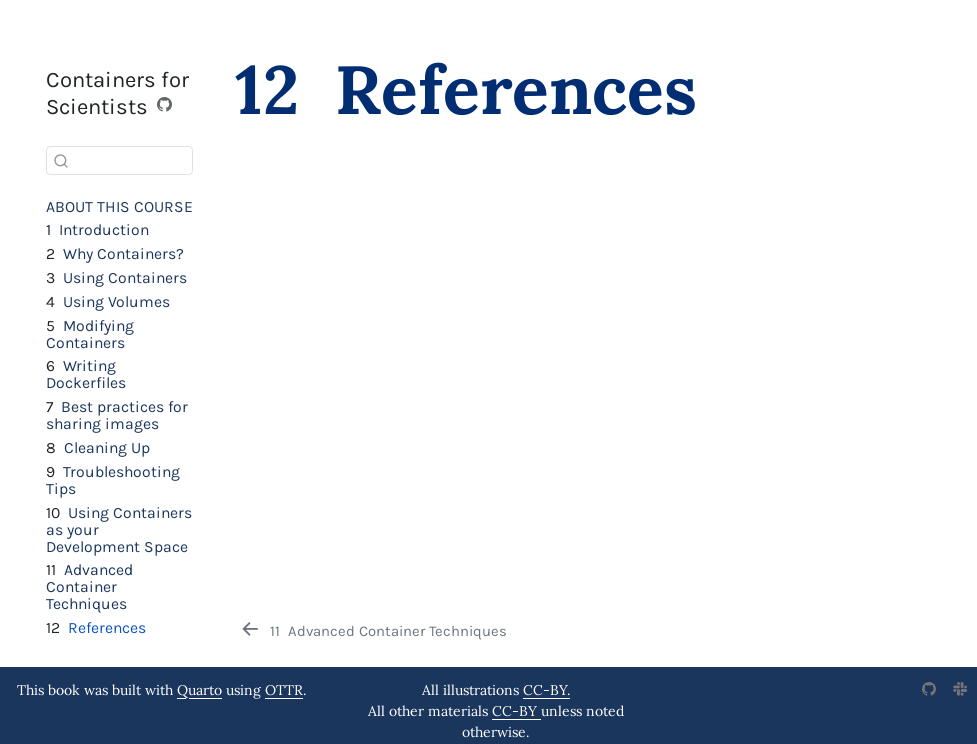 Containers for
Scientists
ABOUT THIS COURSE
1 Introduction
2 Why Containers?
3 Using Containers
4 Using Volumes
5 Modifying
Containers
6 Writing
Dockerfiles
7 Best practices for
sharing images
8 Cleaning Up
9 Troubleshooting
Tips
10 Using Containers
as your
Development Space
11 Advanced
Container
Techniques
12 References
12 References
11 Advanced Container Techniques
This book was built with Quarto using OTTR.
All illustrations CC-BY.
All other materials CC-BY unless noted
otherwise.